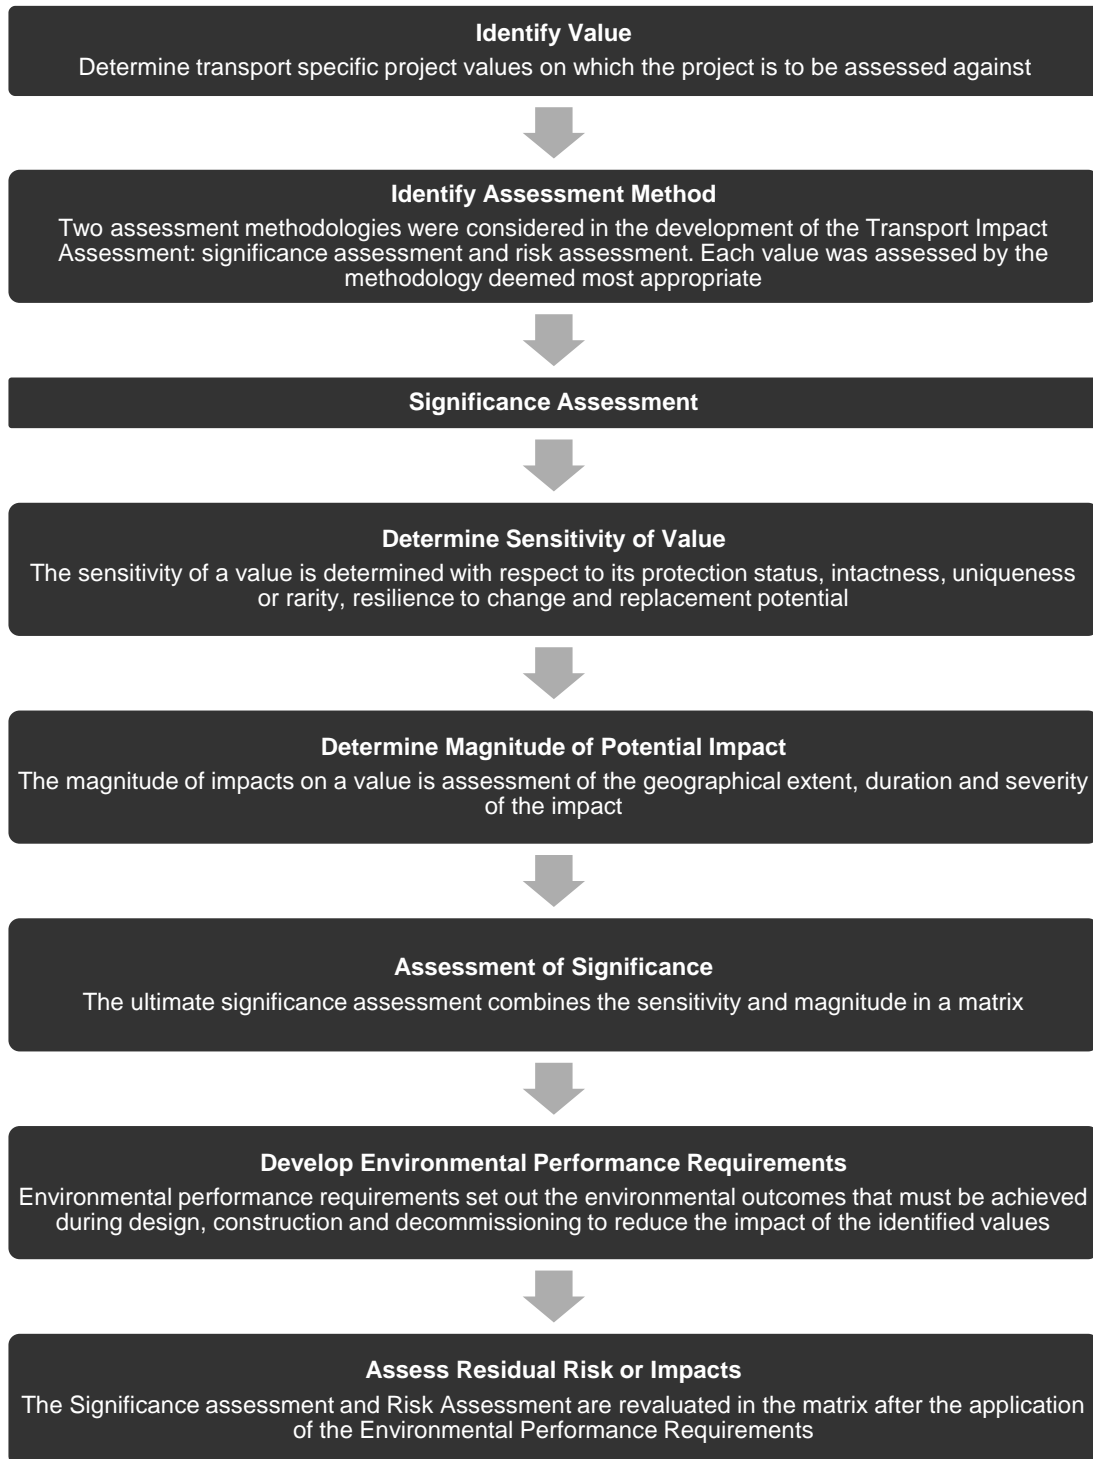 Identify Value
Determine transport specific project values on which the project is to be assessed against
Identify Assessment Method
Two assessment methodologies were considered in the development of the Transport Impact
Assessment: significance assessment and risk assessment. Each value was assessed by the
methodology deemed most appropriate
Significance Assessment
Determine Sensitivity of Value
The sensitivity of a value is determined with respect to its protection status, intactness, uniqueness
or rarity, resilience to change and replacement potential
Determine Magnitude of Potential Impact
The magnitude of impacts on a value is assessment of the geographical extent, duration and severity
of the impact
Assessment of Significance
The ultimate significance assessment combines the sensitivity and magnitude in a matrix
Develop Environmental Performance Requirements
Environmental performance requirements set out the environmental outcomes that must be achieved
during design, construction and decommissioning to reduce the impact of the identified values
Assess Residual Risk or Impacts
The Significance assessment and Risk Assessment are revaluated in the matrix after the application
of the Environmental Performance Requirements